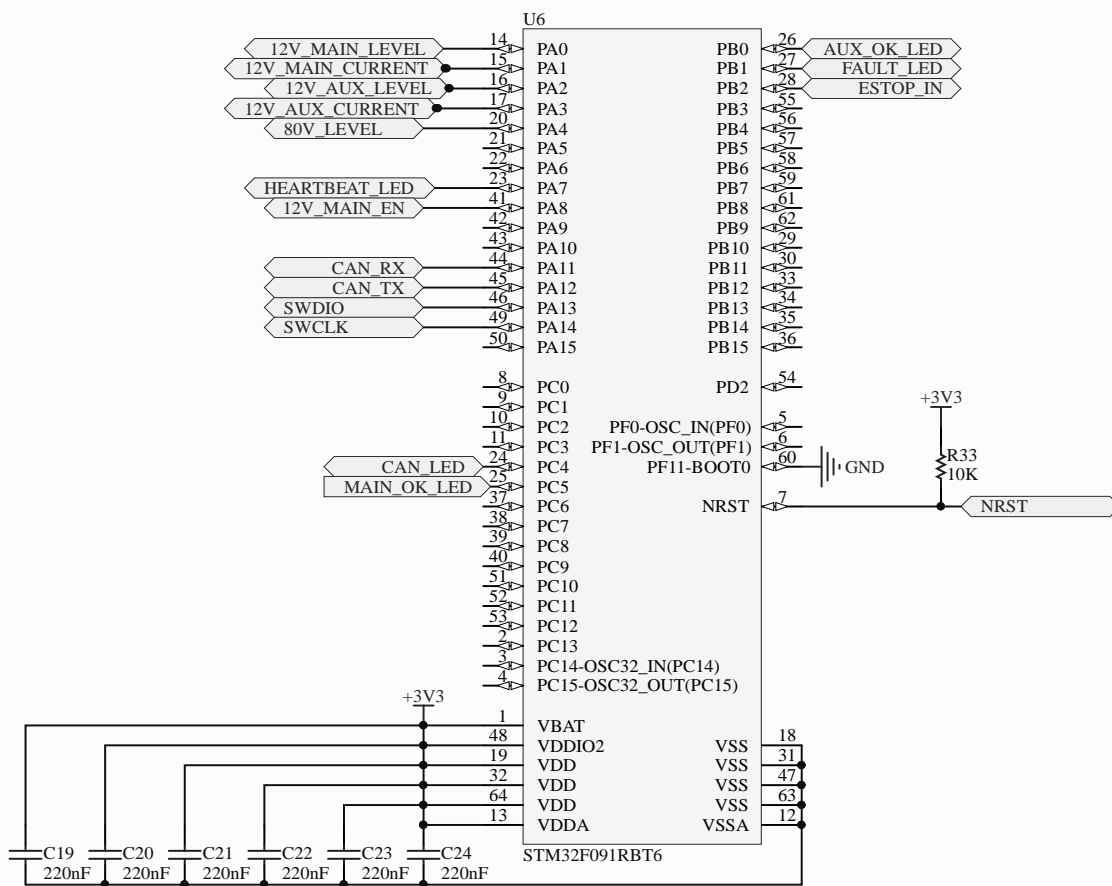 U6
12V_MAIN_LEVEL 14 PA0 PB0 26 AUX_OK_LED
12V_MAIN_CURRENT 15 PA1 PB1 27 FAULT_LED
12V_AUX_LEVEL 16 PA2 PB2 28 ESTOP_IN
12V_AUX_CURRENT 17 PA3 PB3 55
80V_LEVEL 20 PA4 PB4 56
21 PA5 PB5 57
22 PA6 PB6 58
HEARTBEAT_LED 23 PA7 PB7 59
12V_MAIN_EN 41 PA8 PB8 61
42 PA9 PB9 62
43 PA10 PB10 29
CAN_RX 44 PA11 PB11 30
CAN_TX 45 PA12 PB12 33
SWDIO 46 PA13 PB13 34
SWCLK 49 PA14 PB14 35
50 PA15 PB15 36
8 PC0 PD2 54
9 PC1 +3V3
10 PC2 PF0-OSC_IN(PF0) 5
11 PC3 PF1-OSC_OUT(PF1) 6 R33
CAN_LED 24 PC4 PF11-BOOT0 60 GND 10K
MAIN_OK_LED 25 PC5
37 PC6 NRST 7 NRST
38 PC7
39 PC8
40 PC9
51 PC10
52 PC11
53 PC12
2 PC13
3 PC14-OSC32_IN(PC14)
4 PC15-OSC32_OUT(PC15)
+3V3
1 VBAT
48 VDDIO2 VSS 18
19 VDD VSS 31
32 VDD VSS 47
64 VDD VSS 63
13 VDDA VSSA 12
C19 C20 C21 C22 C23 C24 STM32F091RBT6
220nF 220nF 220nF 220nF 220nF 220nF